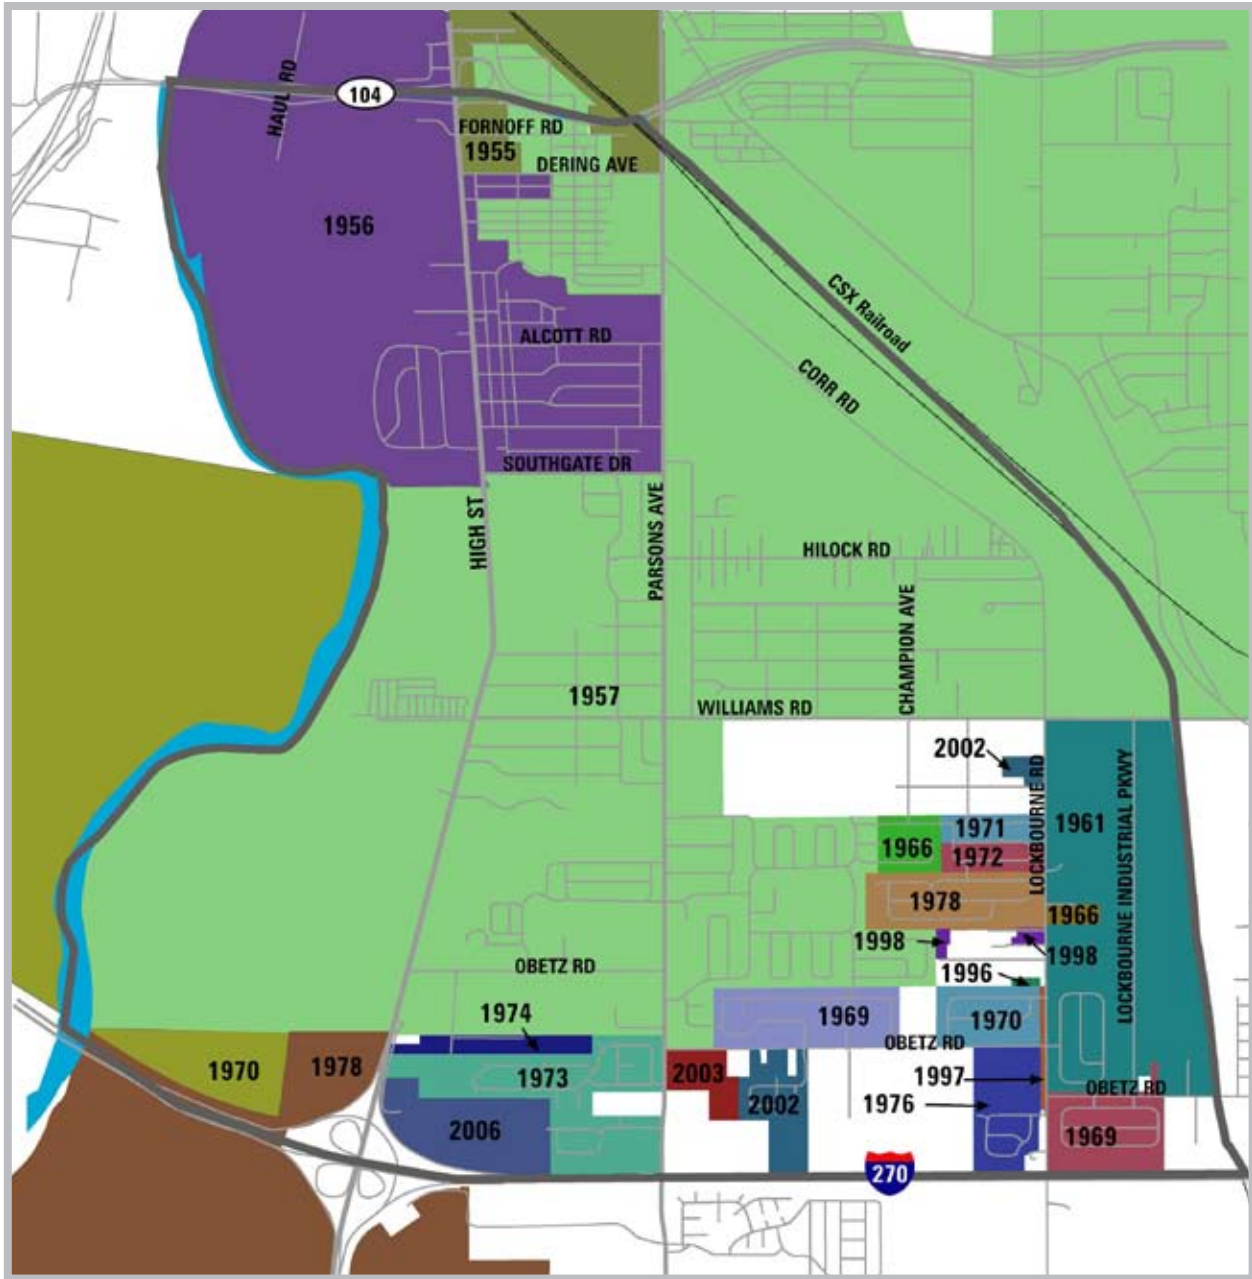 HAUL RD
104
FORNOFF RD
1955
DERING AVE
1956
CSX Railroad
ALCOTT RD
CORR RD
SOUTHGATE DR
HIGH ST
PARSONS AVE
HILOCK RD
CHAMPION AVE
1957
WILLIAMS RD
2002
LOCKBOURNE RD
LOCKBOURNE INDUSTRIAL PKWY
1961
1971
1966
1972
1978
1966
1998
1998
OBETZ RD
1996
1974
1969
1970
OBETZ RD
1970
1978
1973
2003
1997
OBETZ RD
2002
1976
2006
1969
270